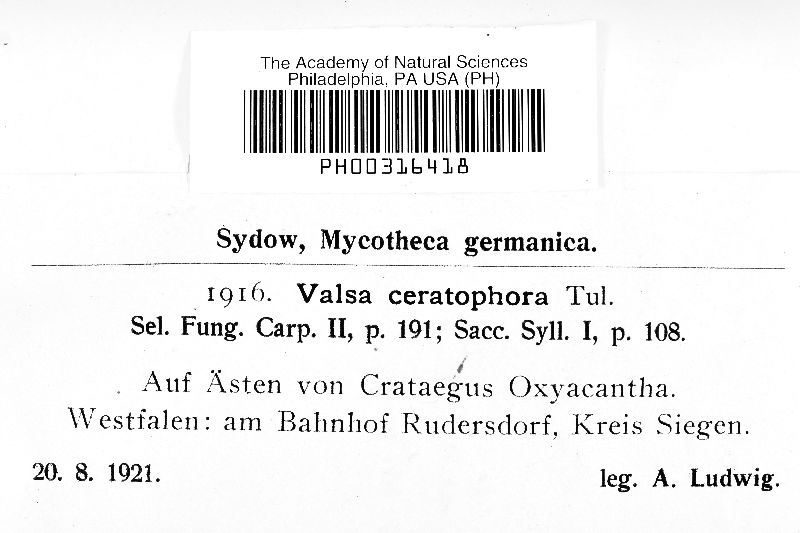 The Academy of Natural Sciences
Philadelphia, PA USA (PH)
PH00316418
Sydow, Mycotheca germanica.
1916. Valsa ceratophora Tul.
Sel. Fung. Carp. II, p. 191; Sacc. Syll. I, p. 108.
Auf Ästen von Crataegus Oxyacantha.
Westfalen: am Bahnhof Rudersdorf, Kreis Siegen.
20. 8. 1921. leg. A. Ludwig.